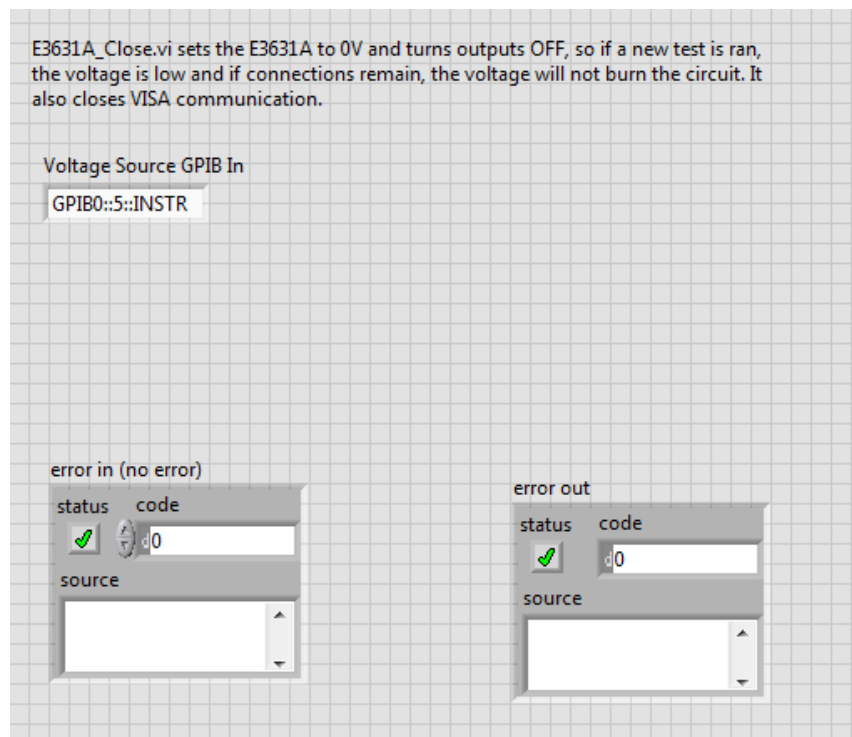 E3631A_Close.vi sets the E3631A to 0V and turns outputs OFF, so if a new test is ran,
the voltage is low and if connections remain, the voltage will not burn the circuit. It
also closes VISA communication.
Voltage Source GPIB In
GPIB0::5::INSTR
error in (no error)
status code
d0
source
error out
status code
d0
source